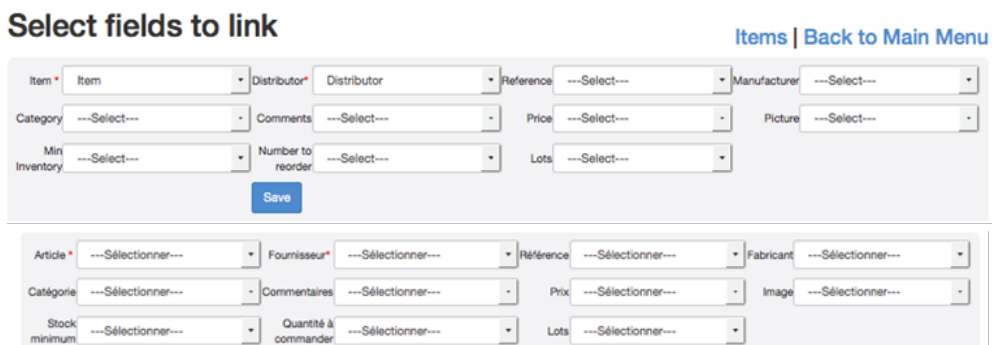 Select fields to link
Items | Back to Main Menu
Item * Item Distributor* Distributor Reference ---Select--- Manufacturer ---Select---
Category ---Select--- Comments ---Select--- Price ---Select--- Picture ---Select---
Min Inventory ---Select--- Number to reorder ---Select--- Lots ---Select---
Save
Article * ---Sélectionner--- Fournisseur* ---Sélectionner--- Référence ---Sélectionner--- Fabricant ---Sélectionner---
Catégorie ---Sélectionner--- Commentaires ---Sélectionner--- Prix ---Sélectionner--- Image ---Sélectionner---
Stock minimum ---Sélectionner--- Quantité à commander ---Sélectionner--- Lots ---Sélectionner---